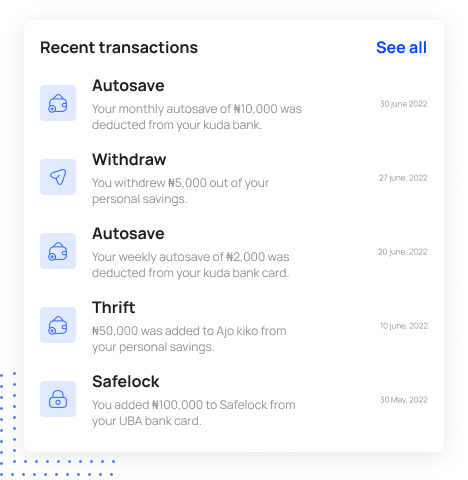 Recent transactions
See all
Autosave
Your monthly autosave of ₦10,000 was
deducted from your kuda bank.
30 june 2022
Withdraw
You withdrew ₦5,000 out of your
personal savings.
27 june, 2022
Autosave
Your weekly autosave of ₦2,000 was
deducted from your kuda bank card.
20 june, 2022
Thrift
₦50,000 was added to Ajo kiko from
your personal savings.
10 june, 2022
Safelock
You added ₦100,000 to Safelock from
your UBA bank card.
30 May, 2022